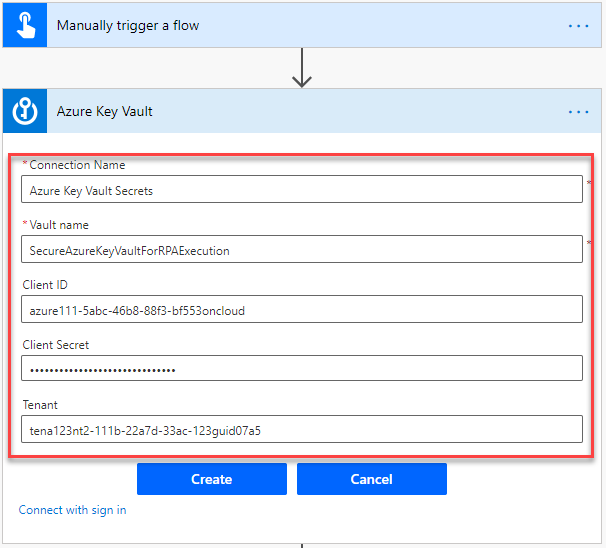 Manually trigger a flow
Azure Key Vault
* Connection Name
Azure Key Vault Secrets
*
* Vault name
SecureAzureKeyVaultForRPAExecution
*
Client ID
azure111-5abc-46b8-88f3-bf553oncloud
Client Secret
••••••••••••••••••••••••••••••
Tenant
tena123nt2-111b-22a7d-33ac-123guid07a5
Create Cancel
Connect with sign in